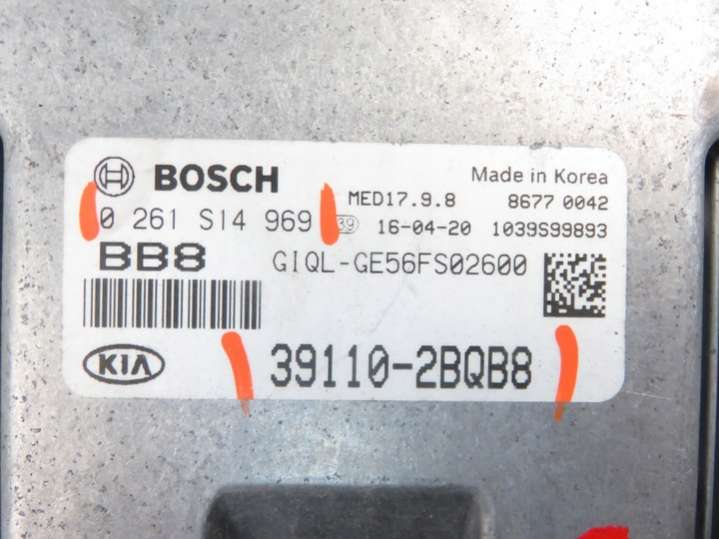 BOSCH Made in Korea
0 261 S14 969 39 MED17.9.8 8677 0042
16-04-20 1039S99893
BB8 GIQL-GE56FS02600
KIA 39110-2BQB8